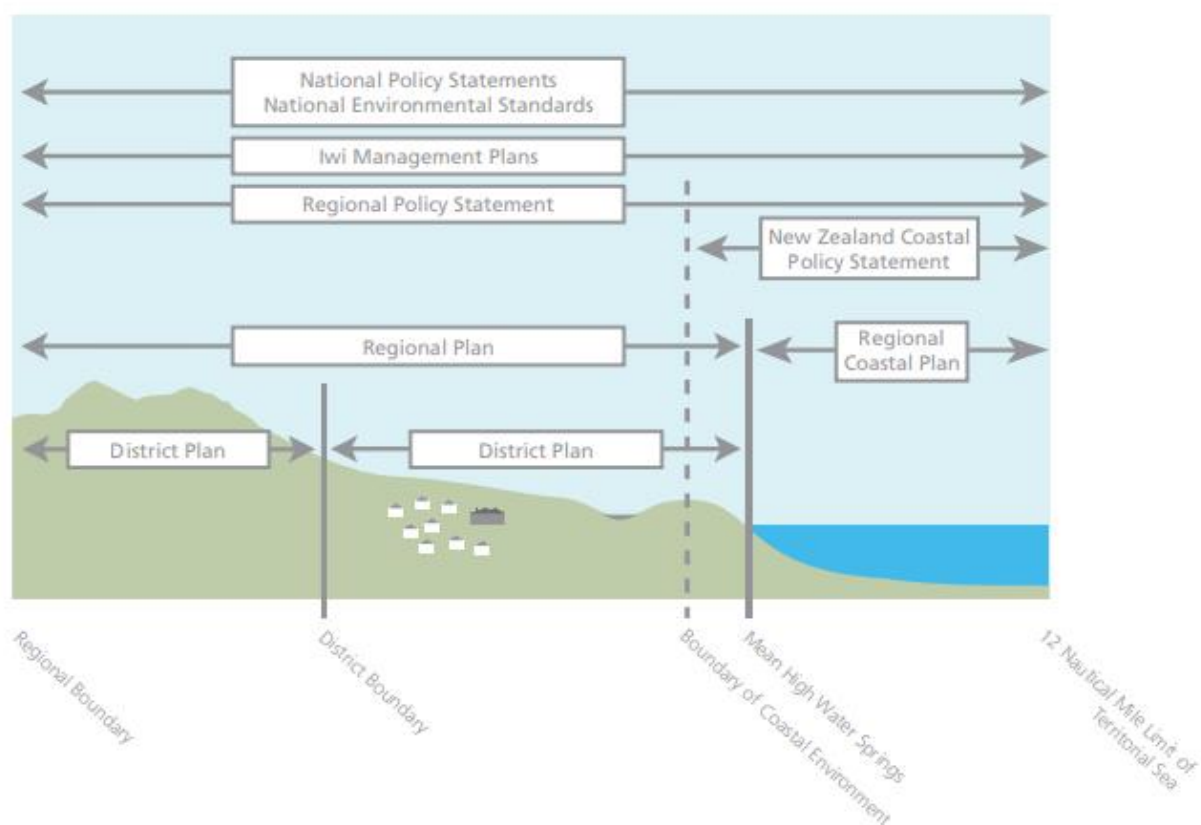 National Policy Statements
National Environmental Standards
Iwi Management Plans
Regional Policy Statement
New Zealand Coastal
Policy Statement
Regional Plan
Regional
Coastal Plan
District Plan
District Plan
Regional Boundary
District Boundary
Boundary of Coastal Environment
Mean High Water Springs
12 Nautical Mile Limit of
Territorial Sea